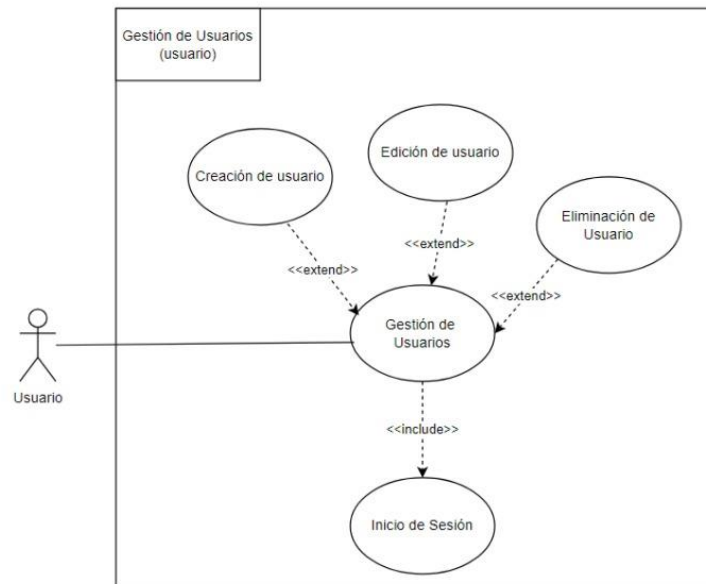 Gestión de Usuarios
(usuario)
Edición de usuario
Creación de usuario
Eliminación de
Usuario
<<extend>>
<<extend>>
<<extend>>
Gestión de
Usuarios
Usuario
<<include>>
Inicio de Sesión